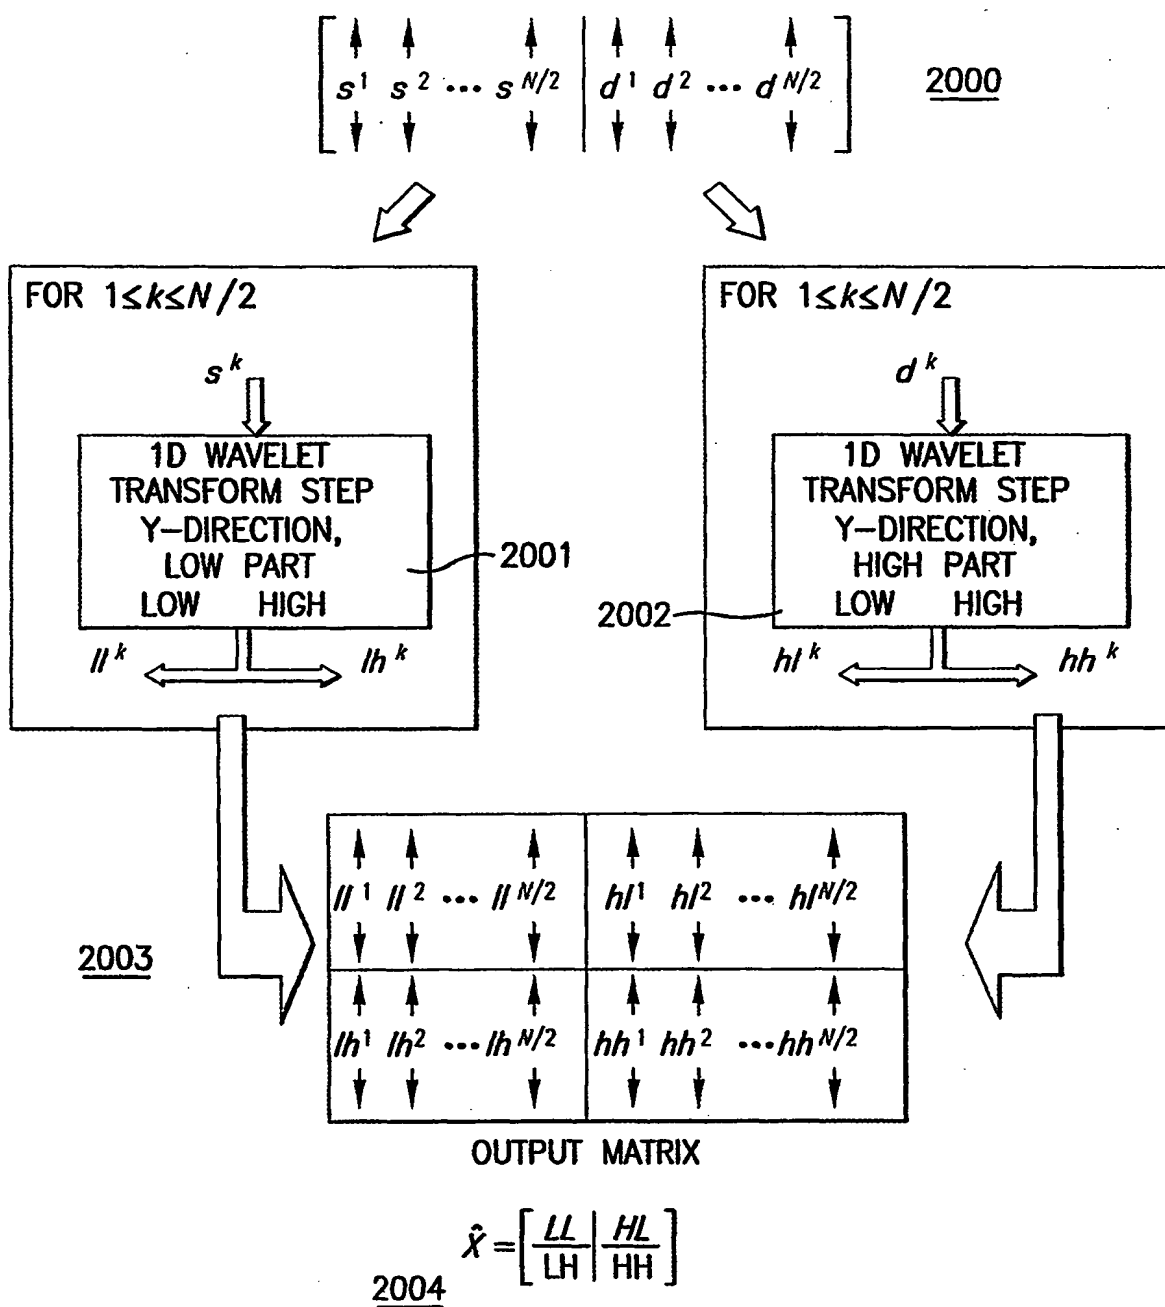 s¹ s² ... s^N/2 | d¹ d² ... d^N/2 2000
FOR 1≤k≤N/2
s^k
1D WAVELET
TRANSFORM STEP
Y-DIRECTION,
LOW PART
LOW HIGH
2001
ll^k lh^k
FOR 1≤k≤N/2
d^k
1D WAVELET
TRANSFORM STEP
Y-DIRECTION,
HIGH PART
LOW HIGH
2002
hl^k hh^k
ll¹ ll² ... ll^N/2 hl¹ hl² ... hl^N/2
2003
lh¹ lh² ... lh^N/2 hh¹ hh² ... hh^N/2
OUTPUT MATRIX
X̂ = [LL/LH | HL/HH]
2004